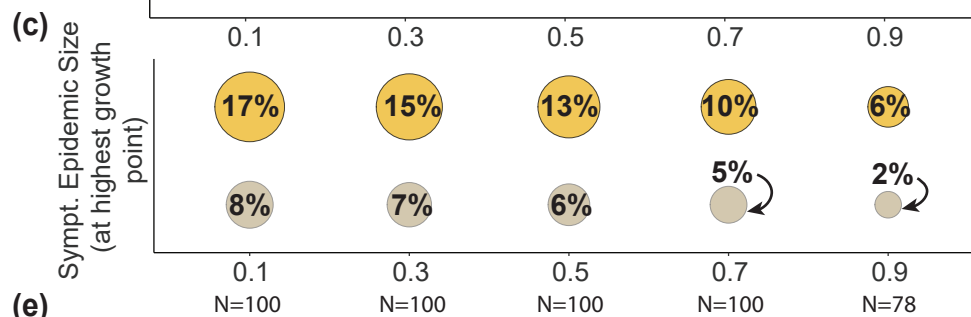 (c)
0.1 0.3 0.5 0.7 0.9
Sympt. Epidemic Size
(at highest growth
point)
17% 15% 13% 10% 6%
8% 7% 6% 5% 2%
0.1 0.3 0.5 0.7 0.9
N=100 N=100 N=100 N=100 N=78
(e)